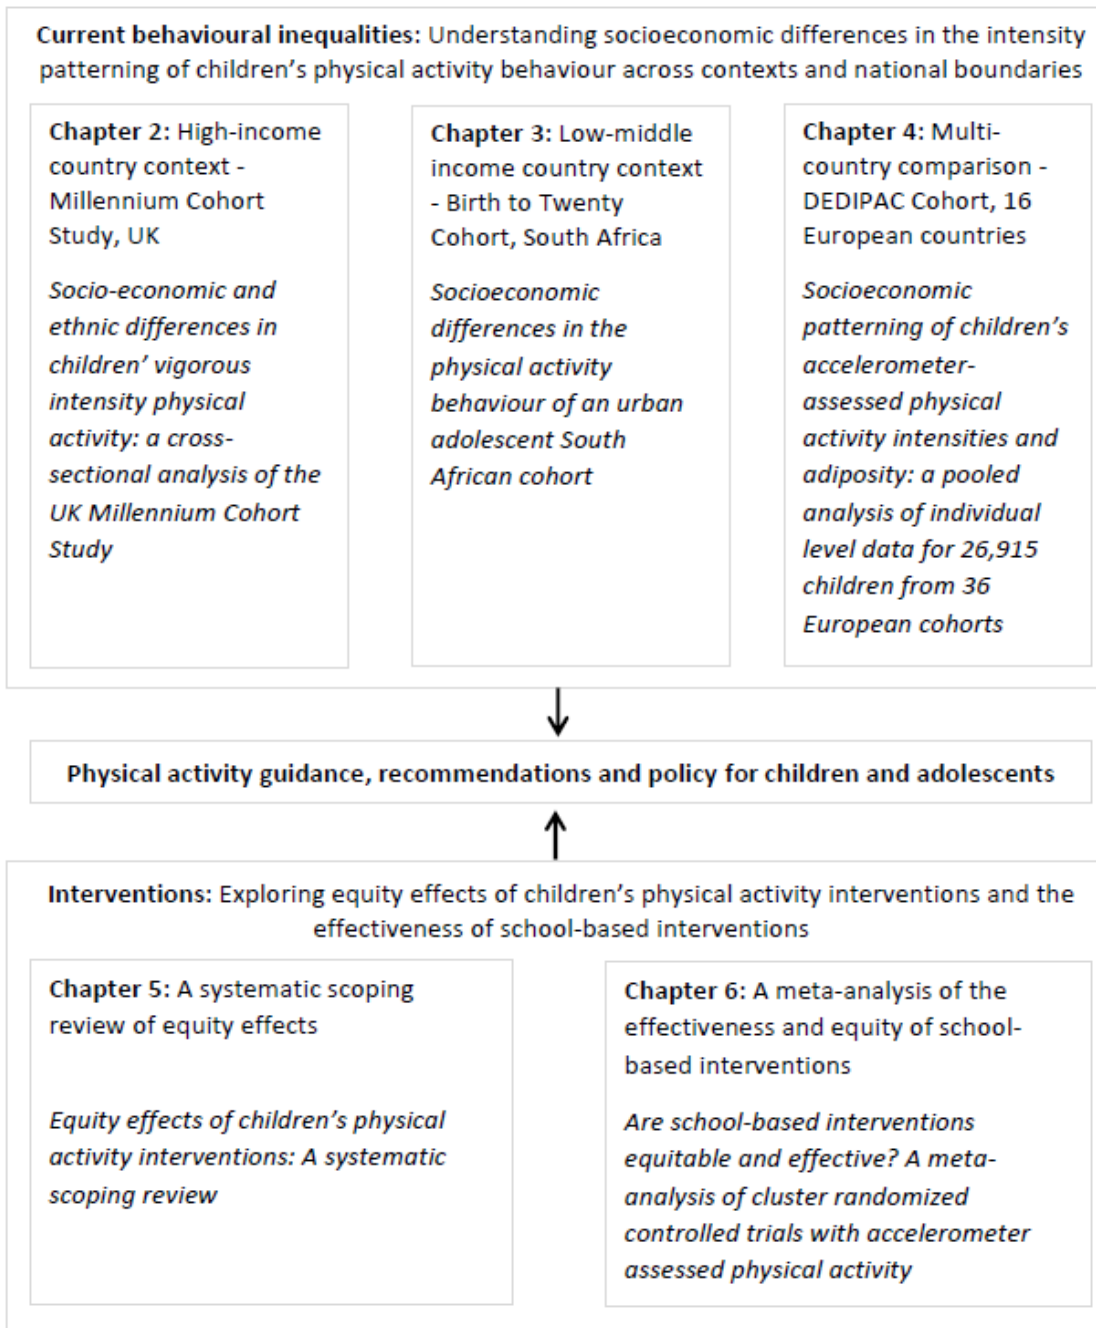 Current behavioural inequalities: Understanding socioeconomic differences in the intensity
patterning of children's physical activity behaviour across contexts and national boundaries
Chapter 2: High-income
country context -
Millennium Cohort
Study, UK
Socio-economic and
ethnic differences in
children' vigorous
intensity physical
activity: a cross-
sectional analysis of the
UK Millennium Cohort
Study
Chapter 3: Low-middle
income country context
- Birth to Twenty
Cohort, South Africa
Socioeconomic
differences in the
physical activity
behaviour of an urban
adolescent South
African cohort
Chapter 4: Multi-
country comparison -
DEDIPAC Cohort, 16
European countries
Socioeconomic
patterning of children's
accelerometer-
assessed physical
activity intensities and
adiposity: a pooled
analysis of individual
level data for 26,915
children from 36
European cohorts
Physical activity guidance, recommendations and policy for children and adolescents
Interventions: Exploring equity effects of children's physical activity interventions and the
effectiveness of school-based interventions
Chapter 5: A systematic scoping
review of equity effects
Equity effects of children's physical
activity interventions: A systematic
scoping review
Chapter 6: A meta-analysis of the
effectiveness and equity of school-
based interventions
Are school-based interventions
equitable and effective? A meta-
analysis of cluster randomized
controlled trials with accelerometer
assessed physical activity